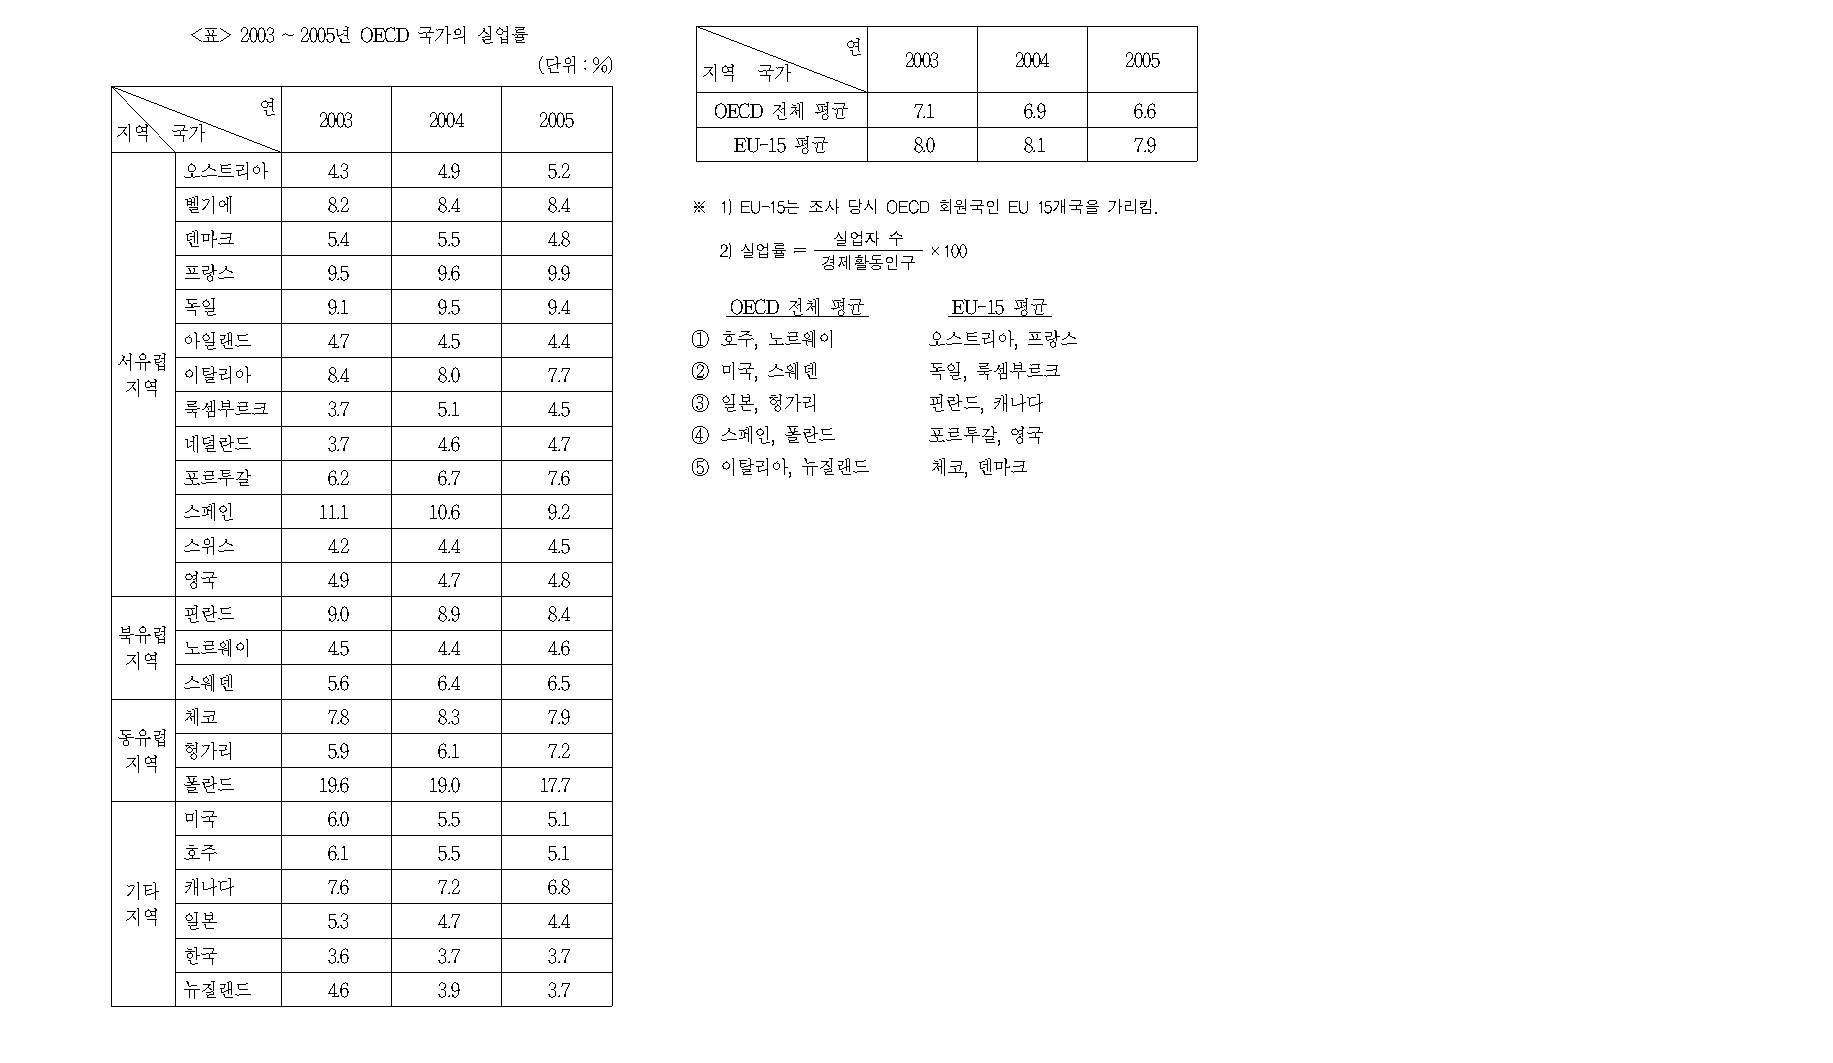 <표> 2003 ~ 2005년 OECD 국가의 실업률
(단위 : %)
연
지역 국가 2003 2004 2005
서유럽 지역
오스트리아 4.3 4.9 5.2
벨기에 8.2 8.4 8.4
덴마크 5.4 5.5 4.8
프랑스 9.5 9.6 9.9
독일 9.1 9.5 9.4
아일랜드 4.7 4.5 4.4
이탈리아 8.4 8.0 7.7
룩셈부르크 3.7 5.1 4.5
네덜란드 3.7 4.6 4.7
포르투갈 6.2 6.7 7.6
스페인 11.1 10.6 9.2
스위스 4.2 4.4 4.5
영국 4.9 4.7 4.8
북유럽 지역
핀란드 9.0 8.9 8.4
노르웨이 4.5 4.4 4.6
스웨덴 5.6 6.4 6.5
동유럽 지역
체코 7.8 8.3 7.9
헝가리 5.9 6.1 7.2
폴란드 19.6 19.0 17.7
기타 지역
미국 6.0 5.5 5.1
호주 6.1 5.5 5.1
캐나다 7.6 7.2 6.8
일본 5.3 4.7 4.4
한국 3.6 3.7 3.7
뉴질랜드 4.6 3.9 3.7
연
지역 국가 2003 2004 2005
OECD 전체 평균 7.1 6.9 6.6
EU-15 평균 8.0 8.1 7.9
※ 1) EU-15는 조사 당시 OECD 회원국인 EU 15개국을 가리킴.
2) 실업률 = 실업자 수 / 경제활동인구 × 100
OECD 전체 평균 EU-15 평균
① 호주, 노르웨이 오스트리아, 프랑스
② 미국, 스웨덴 독일, 룩셈부르크
③ 일본, 헝가리 핀란드, 캐나다
④ 스페인, 폴란드 포르투갈, 영국
⑤ 이탈리아, 뉴질랜드 체코, 덴마크